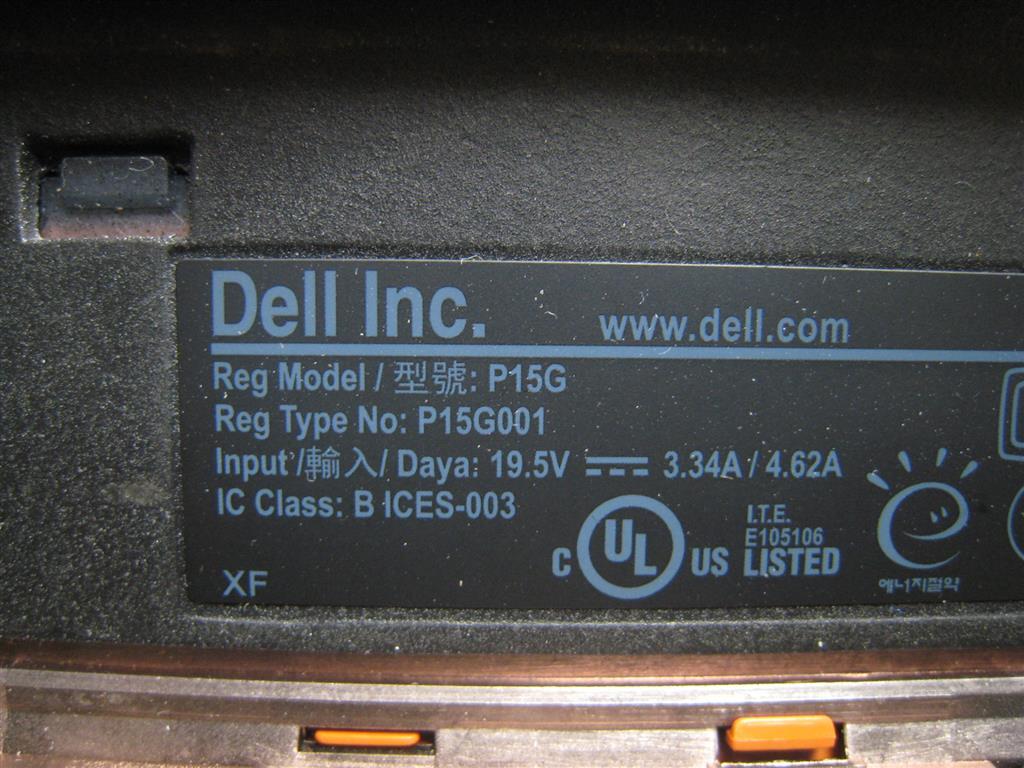 Dell Inc.
www.dell.com
Reg Model / 型號: P15G
Reg Type No: P15G001
Input /輸入/ Daya: 19.5V ⎓ 3.34A / 4.62A
IC Class: B ICES-003
C UL US
I.T.E.
E105106
LISTED
에너지절약
XF